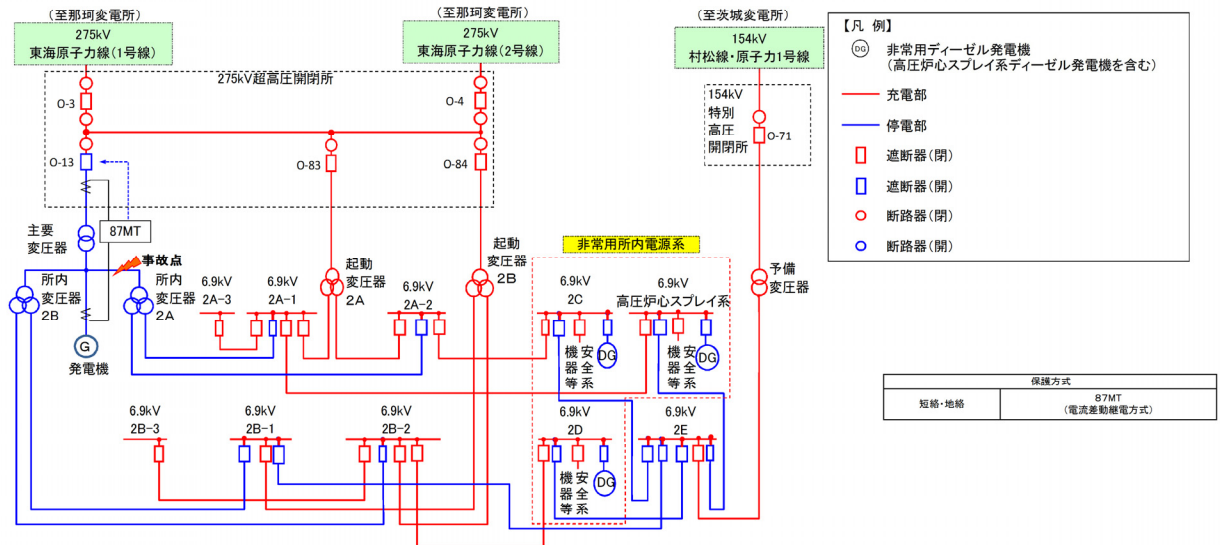 (至那珂変電所)
275kV
東海原子力線(1号線)
(至那珂変電所)
275kV
東海原子力線(2号線)
(至茨城変電所)
154kV
村松線・原子力1号線
【凡 例】
DG
非常用ディーゼル発電機
(高圧炉心スプレイ系ディーゼル発電機を含む)
充電部
停電部
遮断器(閉)
遮断器(開)
断路器(閉)
断路器(開)
275kV超高圧開閉所
O-3
O-4
O-13
O-83
O-84
154kV
特別
高圧
開閉所
O-71
主要
変圧器
87MT
事故点
所内
変圧器
2B
所内
変圧器
2A
G
発電機
起動
変圧器
2A
起動
変圧器
2B
予備
変圧器
非常用所内電源系
6.9kV
2A-3
6.9kV
2A-1
6.9kV
2A-2
6.9kV
2C
安全系
機器等
DG
6.9kV
高圧炉心スプレイ系
安全系
機器等
DG
6.9kV
2B-3
6.9kV
2B-1
6.9kV
2B-2
6.9kV
2D
安全系
機器等
DG
6.9kV
2E
保護方式
短絡・地絡
87MT
(電流差動継電方式)